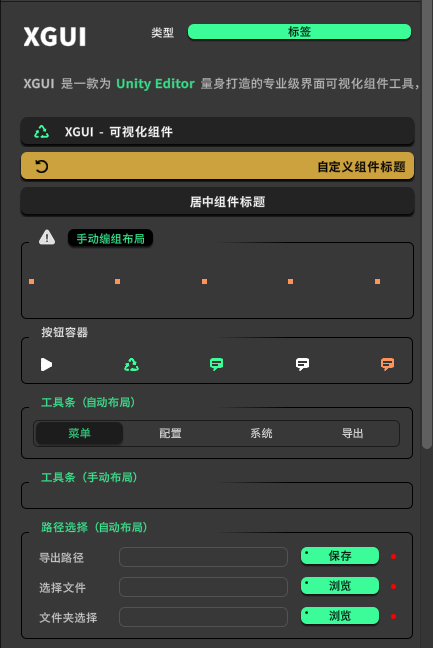 XGUI 类型 标签
XGUI 是一款为 Unity Editor 量身打造的专业级界面可视化组件工具，
XGUI - 可视化组件
自定义组件标题
居中组件标题
手动编组布局
按钮容器
工具条（自动布局）
菜单 配置 系统 导出
工具条（手动布局）
路径选择（自动布局）
导出路径 保存
选择文件 浏览
文件夹选择 浏览